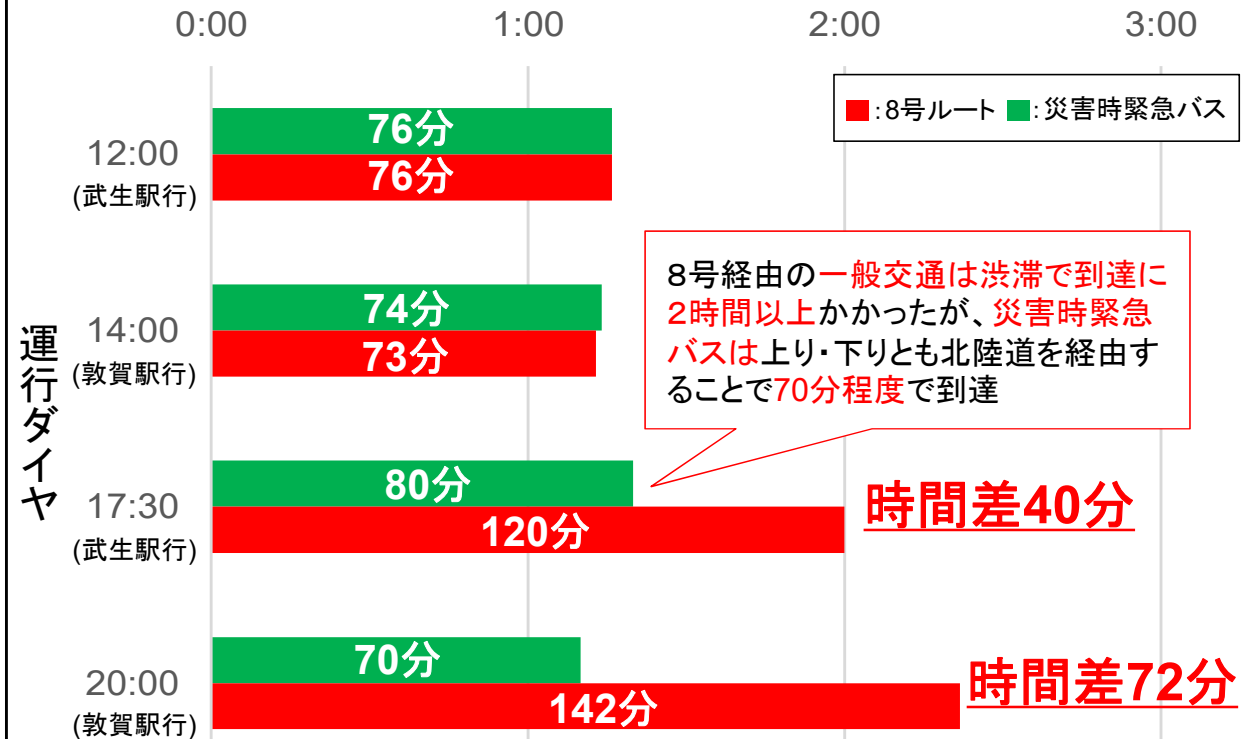 0:00 1:00 2:00 3:00
■:8号ルート ■:災害時緊急バス
運行ダイヤ
12:00
(武生駅行)
76分
76分
14:00
(敦賀駅行)
74分
73分
8号経由の一般交通は渋滞で到達に
2時間以上かかったが、災害時緊急
バスは上り・下りとも北陸道を経由す
ることで70分程度で到達
17:30
(武生駅行)
80分
120分
時間差40分
20:00
(敦賀駅行)
70分
142分
時間差72分